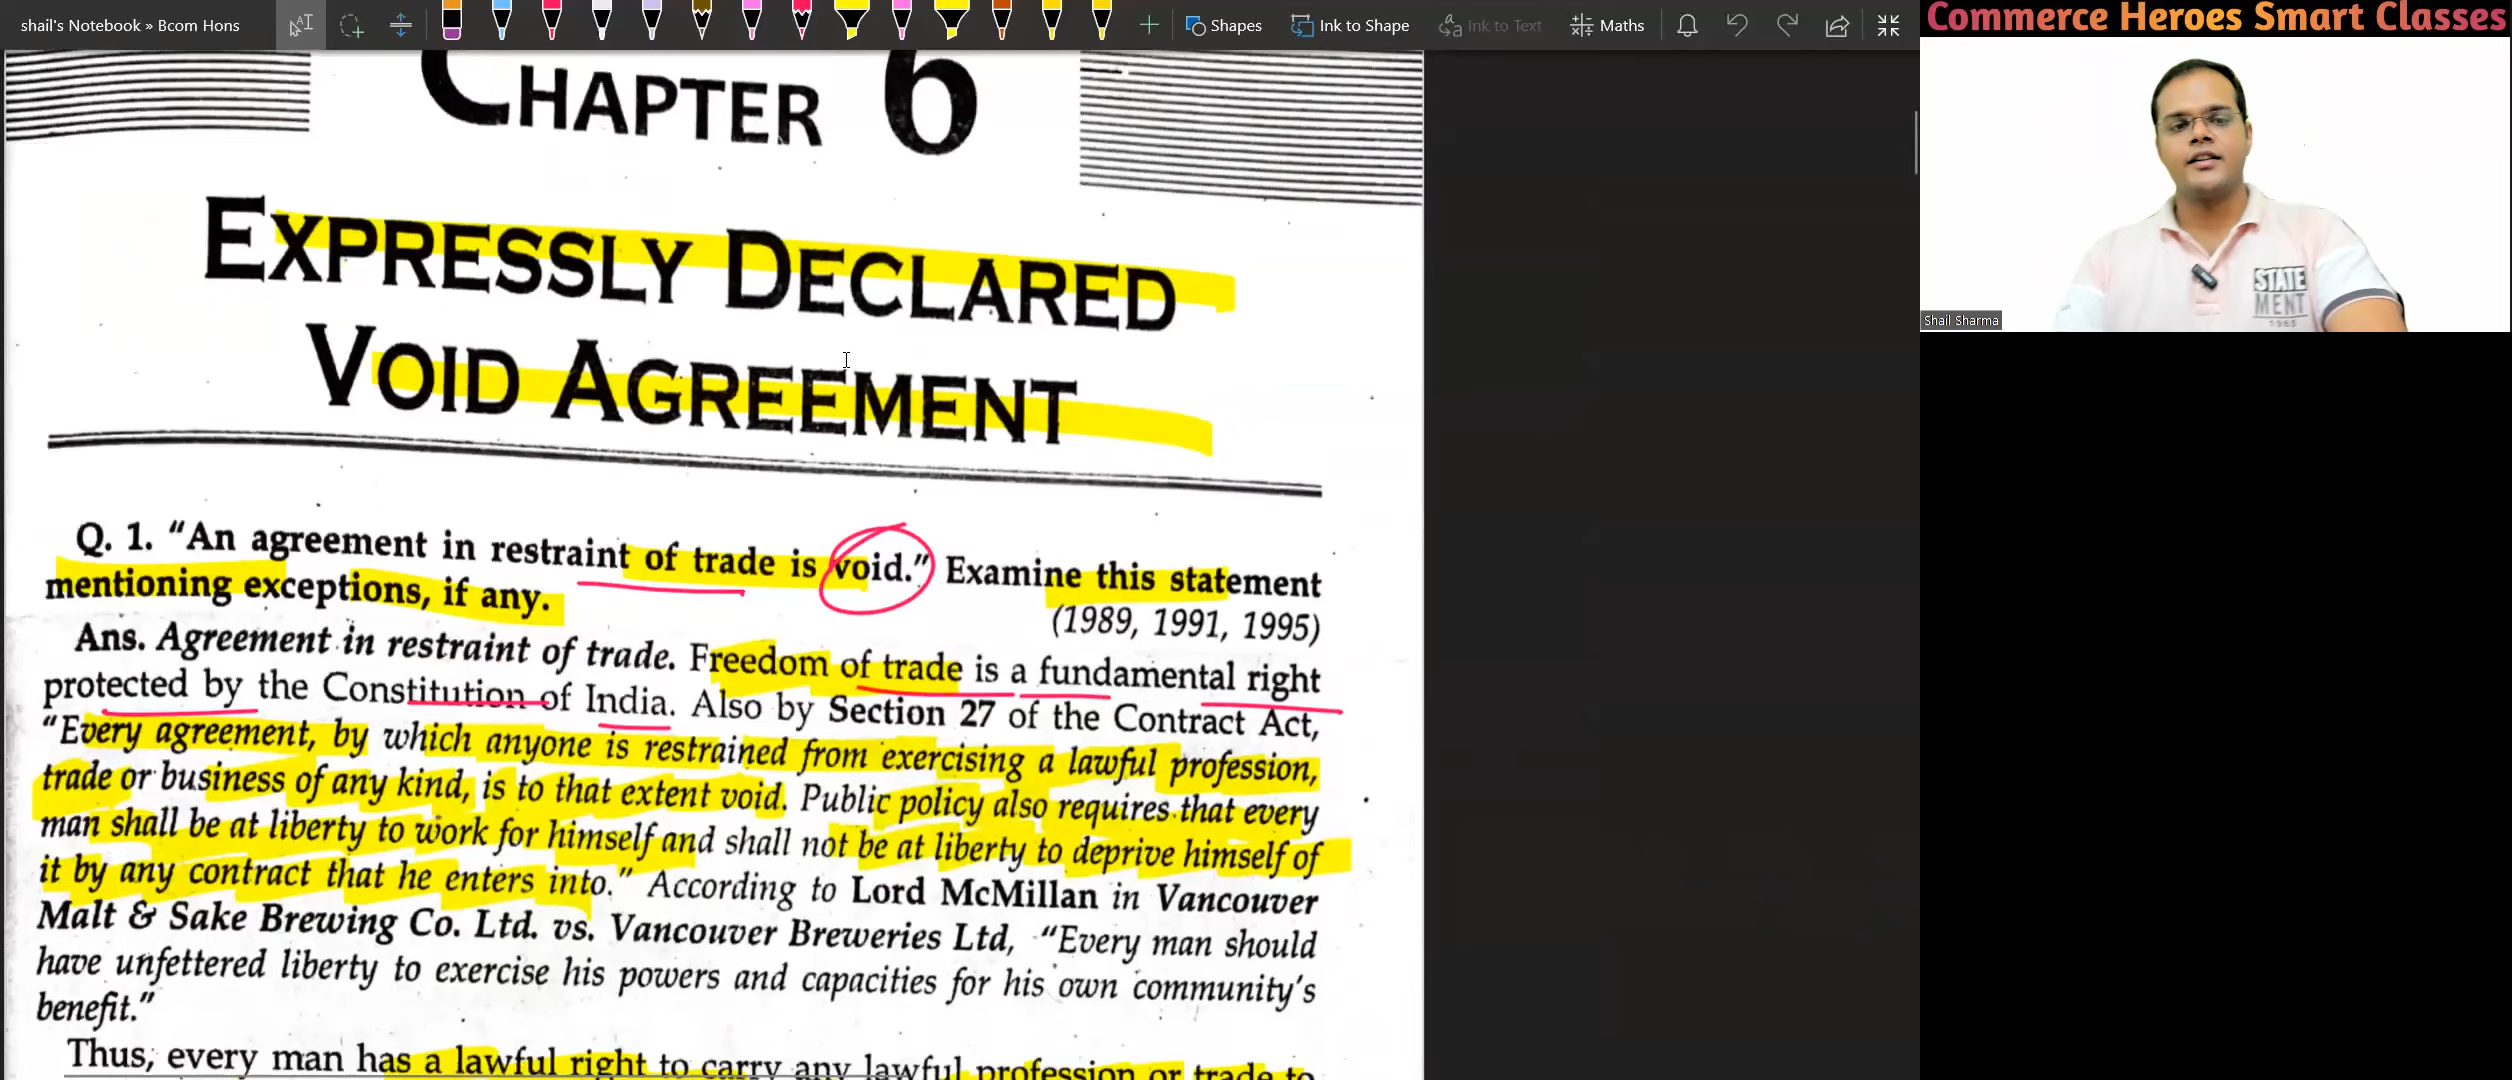 shail's Notebook » Bcom Hons
Shapes
Ink to Shape
Ink to Text
Maths
Commerce Heroes Smart Classes
CHAPTER 6
EXPRESSLY DECLARED
VOID AGREEMENT
Q. 1. “An agreement in restraint of trade is void.” Examine this statement
mentioning exceptions, if any.
(1989, 1991, 1995)
Ans. Agreement in restraint of trade. Freedom of trade is a fundamental right
protected by the Constitution of India. Also by Section 27 of the Contract Act,
“Every agreement, by which anyone is restrained from exercising a lawful profession,
trade or business of any kind, is to that extent void. Public policy also requires that every
man shall be at liberty to work for himself and shall not be at liberty to deprive himself of
it by any contract that he enters into.” According to Lord McMillan in Vancouver
Malt & Sake Brewing Co. Ltd. vs. Vancouver Breweries Ltd, “Every man should
have unfettered liberty to exercise his powers and capacities for his own community's
benefit.”
Thus, every man has a lawful right to carry any lawful profession or trade to
STATE
MENT
1985
Shail Sharma